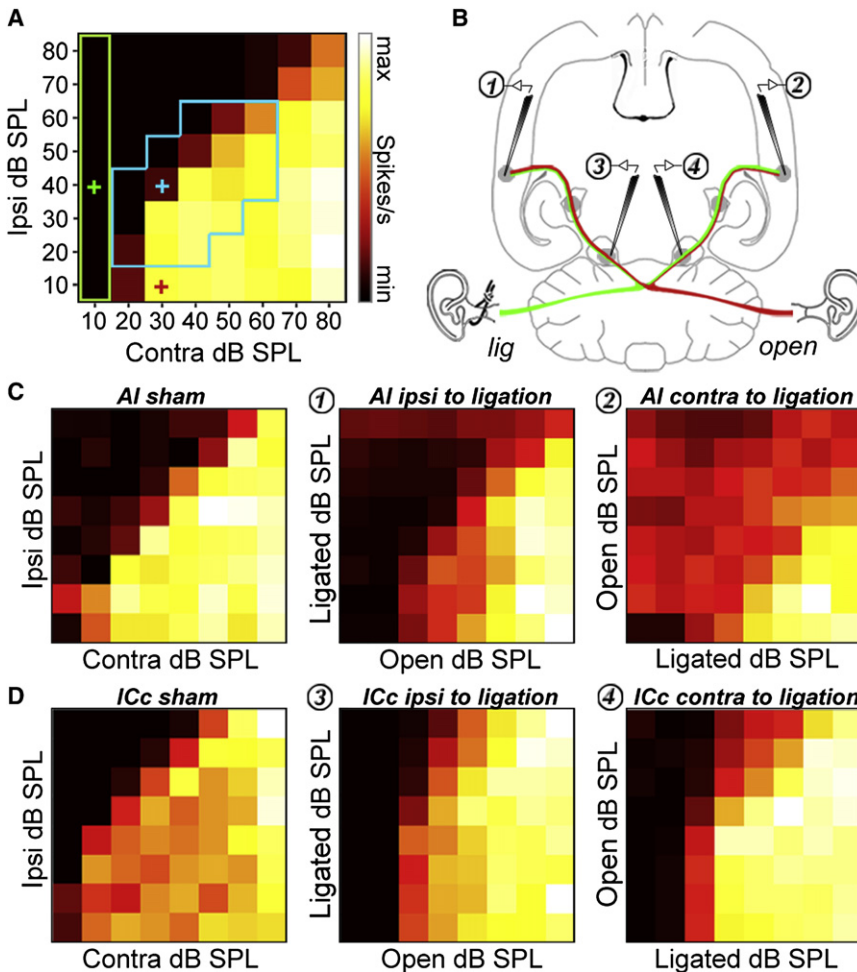 A
Ipsi dB SPL
80
70
60
50
40
30
20
10
10 20 30 40 50 60 70 80
Contra dB SPL
max
Spikes/s
min
B
1
2
3
4
lig
open
C
AI sham
Ipsi dB SPL
Contra dB SPL
1 AI ipsi to ligation
Ligated dB SPL
Open dB SPL
2 AI contra to ligation
Open dB SPL
Ligated dB SPL
D
ICc sham
Ipsi dB SPL
Contra dB SPL
3 ICc ipsi to ligation
Ligated dB SPL
Open dB SPL
4 ICc contra to ligation
Open dB SPL
Ligated dB SPL